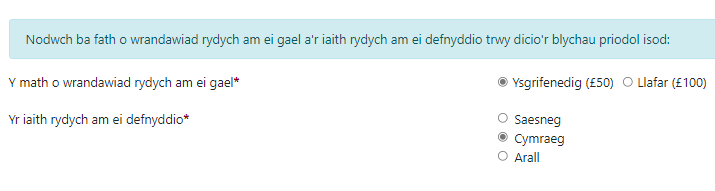 Nodwch ba fath o wrandawiad rydych am ei gael a'r iaith rydych am ei defnyddio trwy dicio'r blychau priodol isod:
Y math o wrandawiad rydych am ei gael* Ysgrifenedig (£50) Llafar (£100)
Yr iaith rydych am ei defnyddio* Saesneg
Cymraeg
Arall